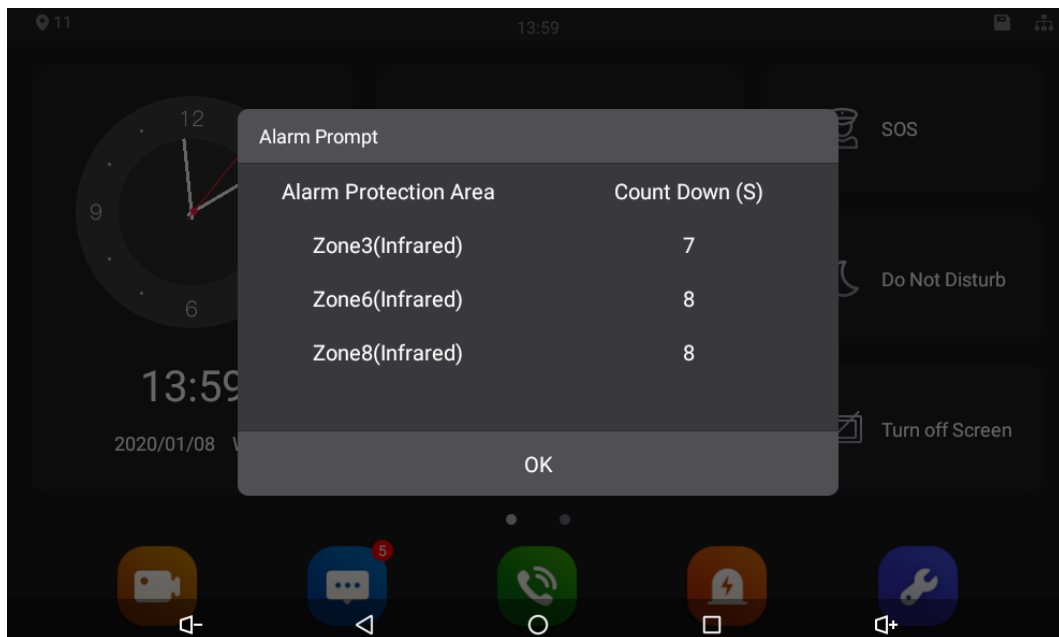 11
13:59
12
9
6
13:59
2020/01/08
Alarm Prompt
Alarm Protection Area Count Down (S)
Zone3(Infrared) 7
Zone6(Infrared) 8
Zone8(Infrared) 8
OK
SOS
Do Not Disturb
Turn off Screen
5